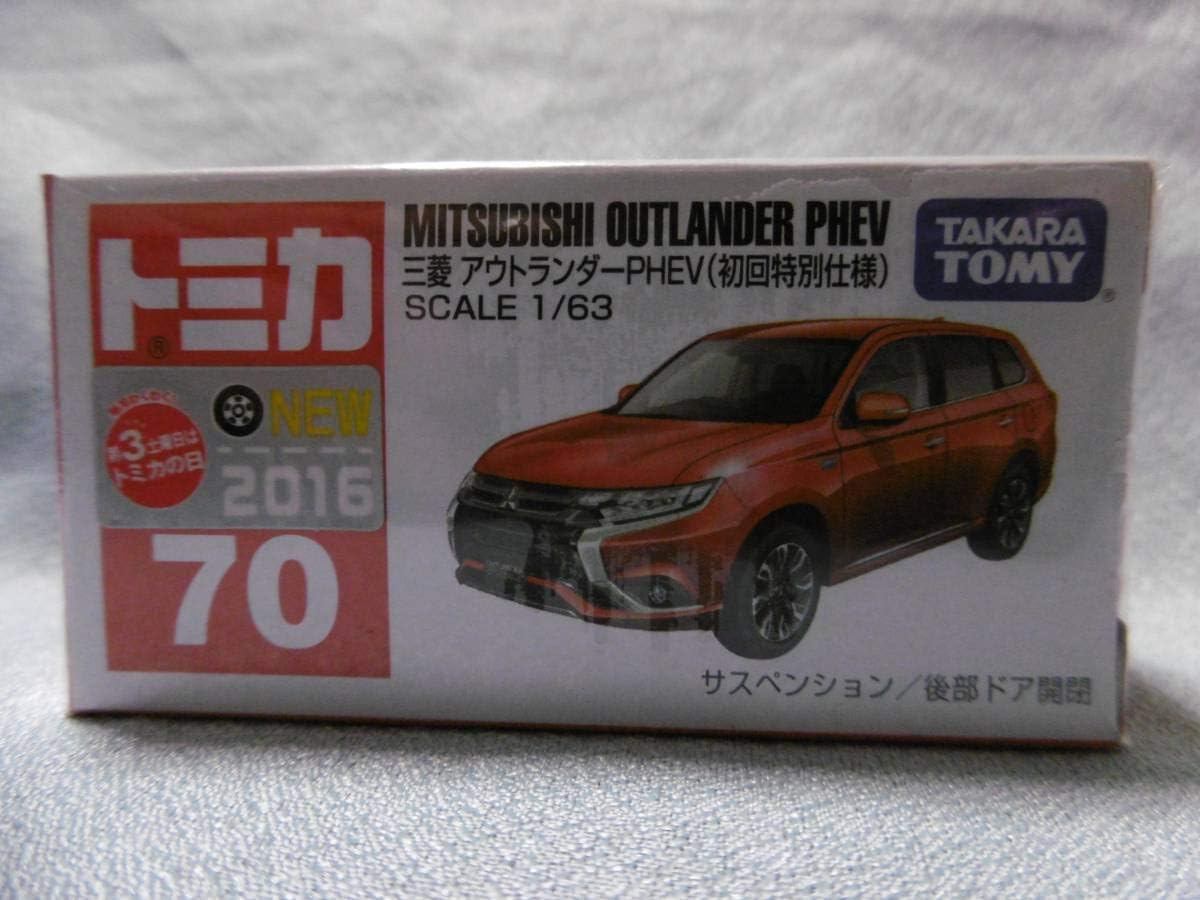 トミカ
®
MITSUBISHI OUTLANDER PHEV
三菱 アウトランダーPHEV(初回特別仕様)
SCALE 1/63
TAKARA
TOMY
®
第3土曜日は
トミカの日
NEW
2016
70
サスペンション/後部ドア開閉